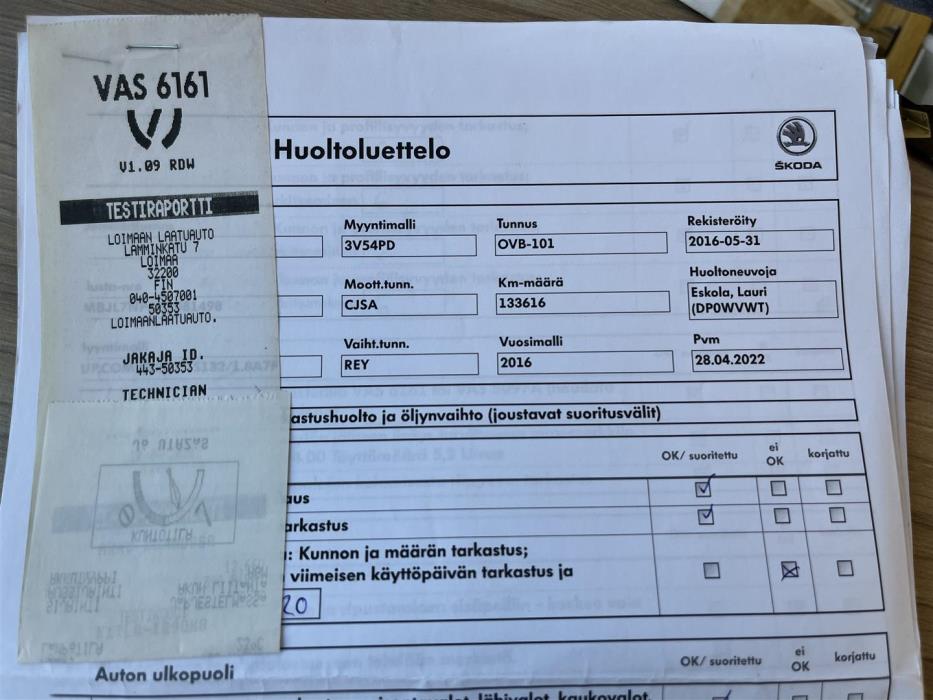 VAS 6161
V1.09 RDW
TESTIRAPORTTI
LOIMAAN LAATUAUTO
LAMMINKATU 7
LOIMAA
32200
FIN
040-4507001
50353
LOIMAANLAATUAUTO.
JAKAJA ID.
443-50353
TECHNICIAN
Huoltoluettelo
ŠKODA
Myyntimalli
Tunnus
Rekisteröity
3V54PD
OVB-101
2016-05-31
Moott.tunn.
Km-määrä
Huoltoneuvoja
CJSA
133616
Eskola, Lauri
(DP0WVWT)
Vaiht.tunn.
Vuosimalli
Pvm
REY
2016
28.04.2022
astushuolto ja öljynvaihto (joustavat suoritusvälit)
OK/ suoritettu
ei
OK
korjattu
aus
arkastus
: Kunnon ja määrän tarkastus;
viimeisen käyttöpäivän tarkastus ja
20
Auton ulkopuoli
OK/ suoritettu
ei
OK
korjattu
lähivalot, kaukovalot,